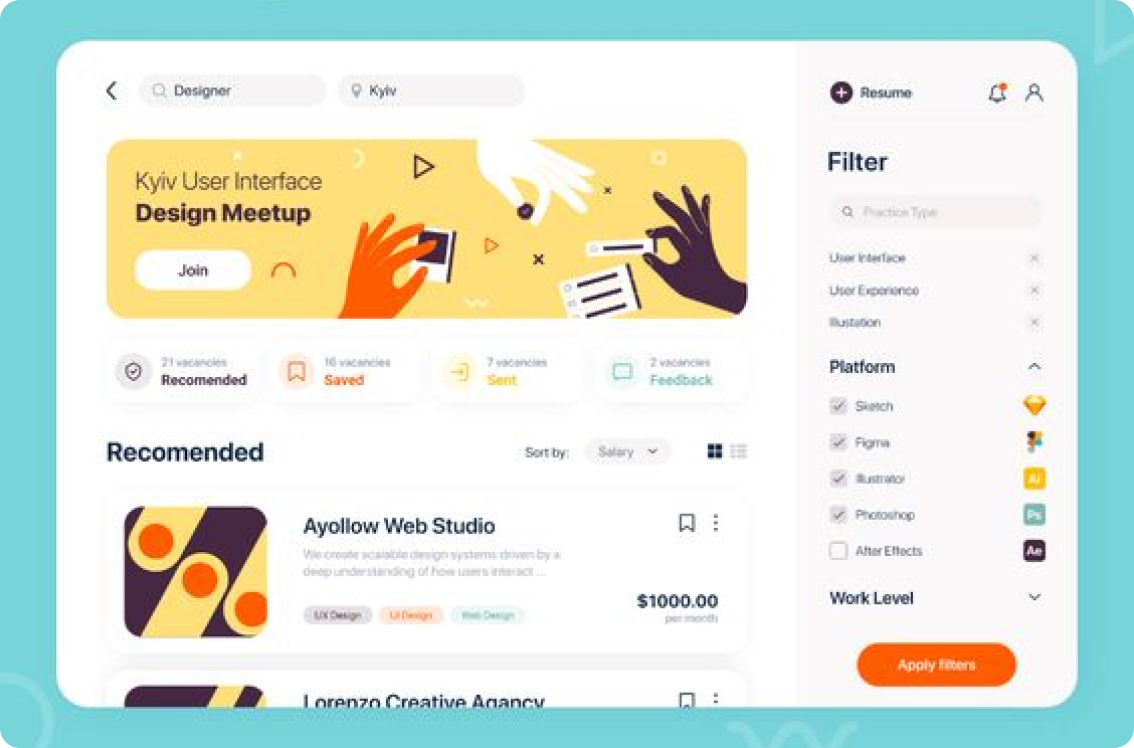 Designer
Kyiv
Resume
Kyiv User Interface
Design Meetup
Join
21 vacancies
Recomended
16 vacancies
Saved
7 vacancies
Sent
2 vacancies
Feedback
Recomended
Sort by:
Salary
Ayollow Web Studio
We create scalable design systems driven by a
deep understanding of how users interact ...
UX Design
UI Design
Web Design
$1000.00
per month
Lorenzo Creative Agancy
Filter
Practice Type
User Interface
User Experience
Illustation
Platform
Sketch
Figma
Illustrator
Ai
Photoshop
Ps
After Effects
Ae
Work Level
Apply filters